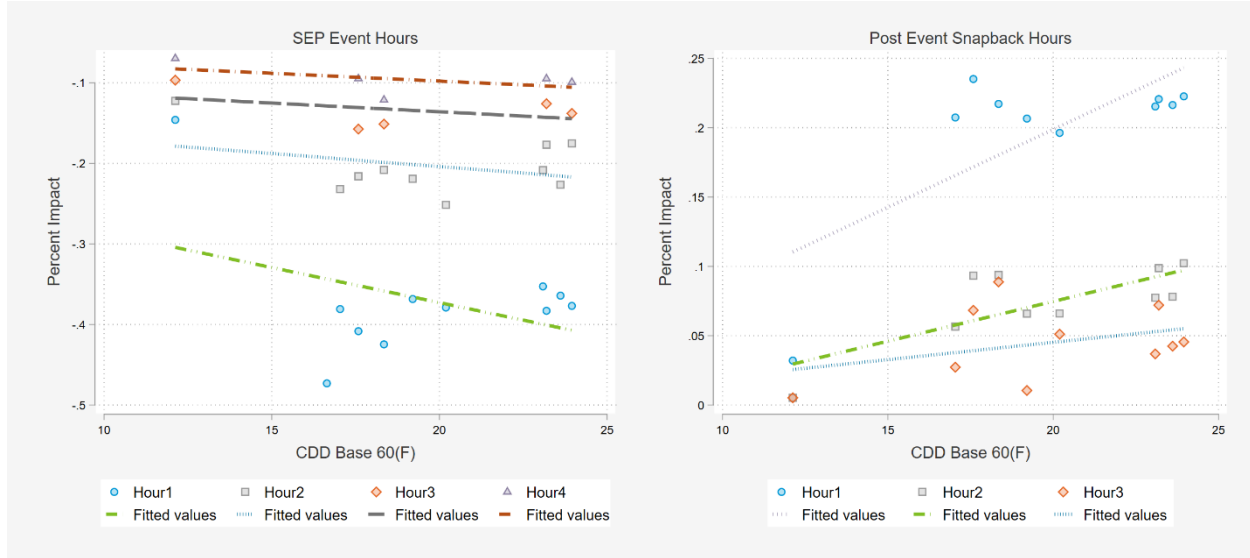 SEP Event Hours
-.1
-.2
-.3
-.4
-.5
Percent Impact
10 15 20 25
CDD Base 60(F)
Hour1 Hour2 Hour3 Hour4
Fitted values Fitted values Fitted values Fitted values
Post Event Snapback Hours
.25
.2
.15
.1
.05
0
Percent Impact
10 15 20 25
CDD Base 60(F)
Hour1 Hour2 Hour3
Fitted values Fitted values Fitted values